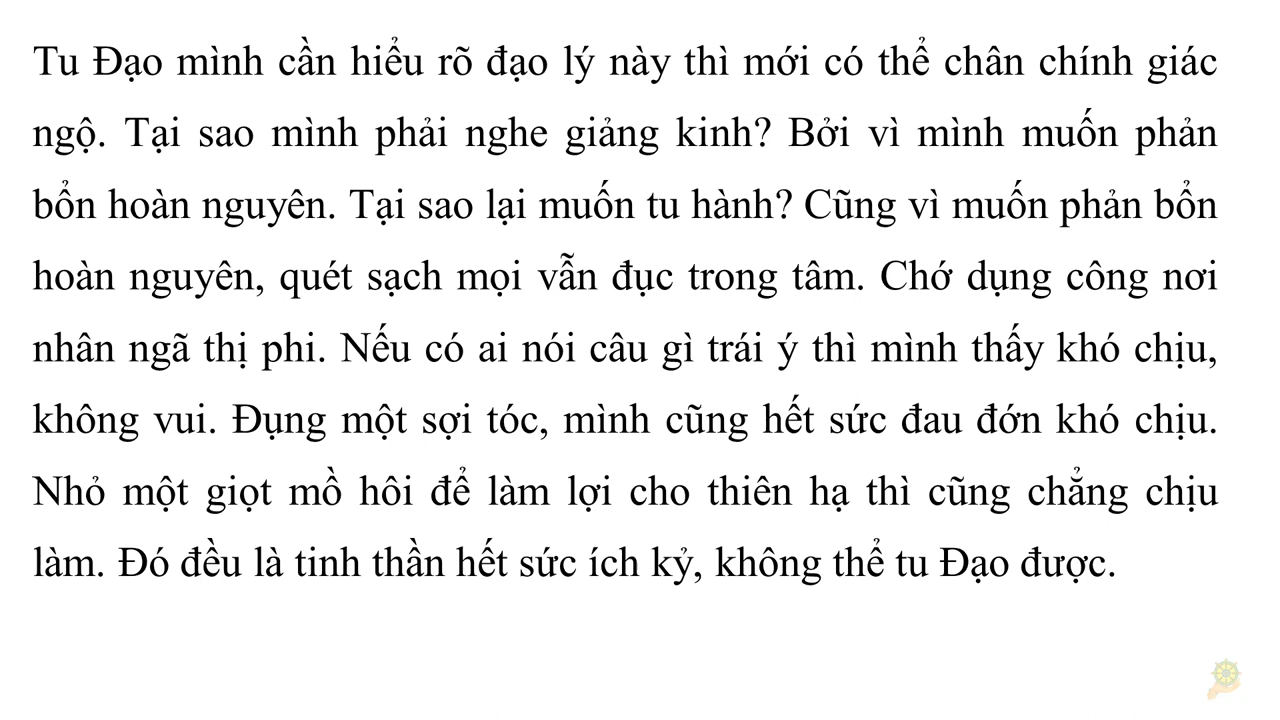 Tu Đạo mình cần hiểu rõ đạo lý này thì mới có thể chân chính giác
ngộ. Tại sao mình phải nghe giảng kinh? Bởi vì mình muốn phản
bổn hoàn nguyên. Tại sao lại muốn tu hành? Cũng vì muốn phản bổn
hoàn nguyên, quét sạch mọi vẫn đục trong tâm. Chớ dụng công nơi
nhân ngã thị phi. Nếu có ai nói câu gì trái ý thì mình thấy khó chịu,
không vui. Đụng một sợi tóc, mình cũng hết sức đau đớn khó chịu.
Nhỏ một giọt mồ hôi để làm lợi cho thiên hạ thì cũng chẳng chịu
làm. Đó đều là tinh thần hết sức ích kỷ, không thể tu Đạo được.